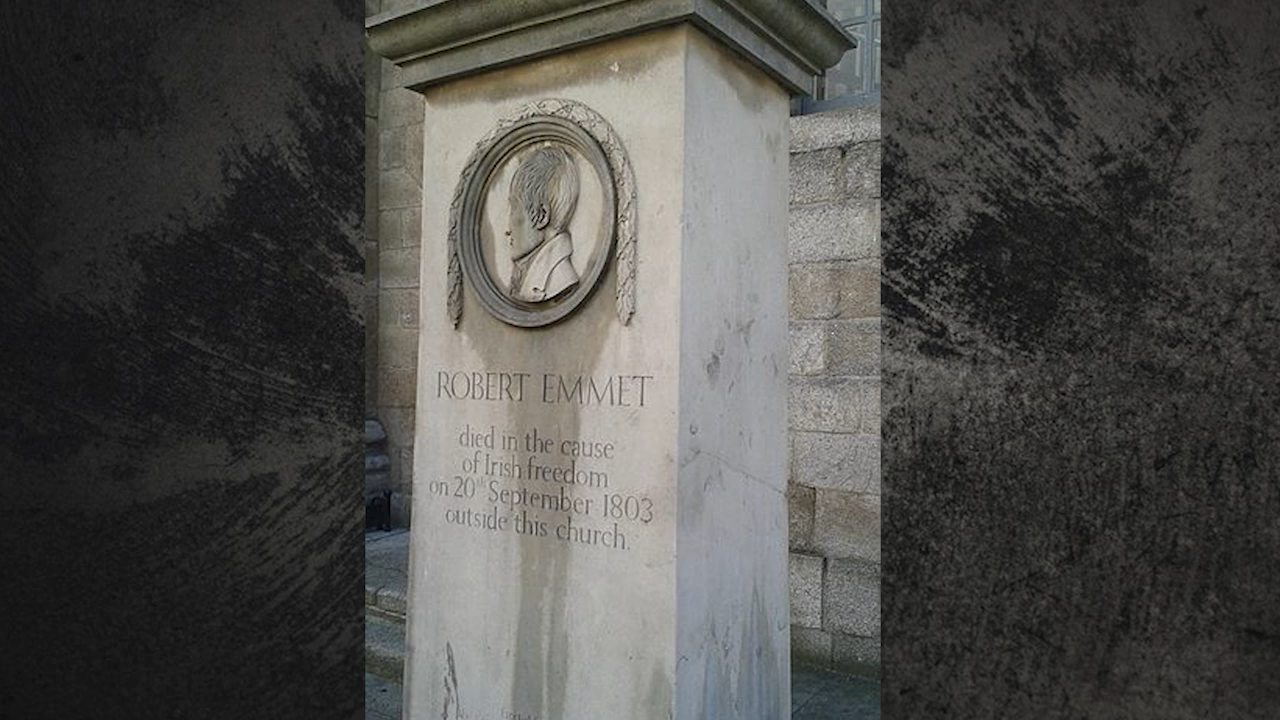 ROBERT EMMET
died in the cause
of Irish freedom
on 20th September 1803
outside this church.